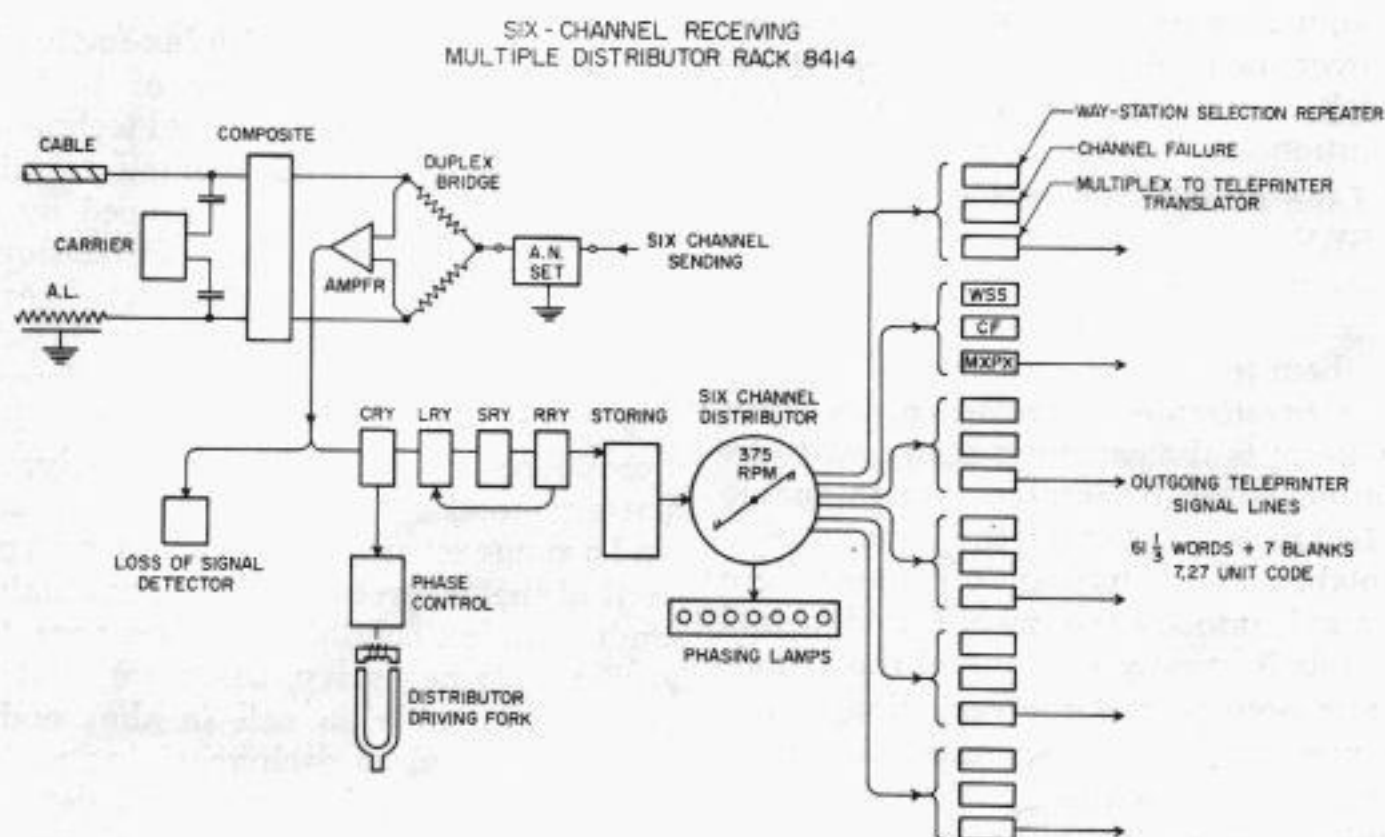 SIX-CHANNEL RECEIVING
MULTIPLE DISTRIBUTOR RACK 8414
CABLE
COMPOSITE
DUPLEX
BRIDGE
CARRIER
A.L.
AMPFR
A.N.
SET
SIX CHANNEL
SENDING
WAY-STATION SELECTION REPEATER
CHANNEL FAILURE
MULTIPLEX TO TELEPRINTER
TRANSLATOR
WSS
CF
MXPX
CRY
LRY
SRY
RRY
STORING
SIX CHANNEL
DISTRIBUTOR
375
RPM
OUTGOING TELEPRINTER
SIGNAL LINES
61 1/3 WORDS + 7 BLANKS
7.27 UNIT CODE
LOSS OF SIGNAL
DETECTOR
PHASE
CONTROL
PHASING LAMPS
DISTRIBUTOR
DRIVING FORK